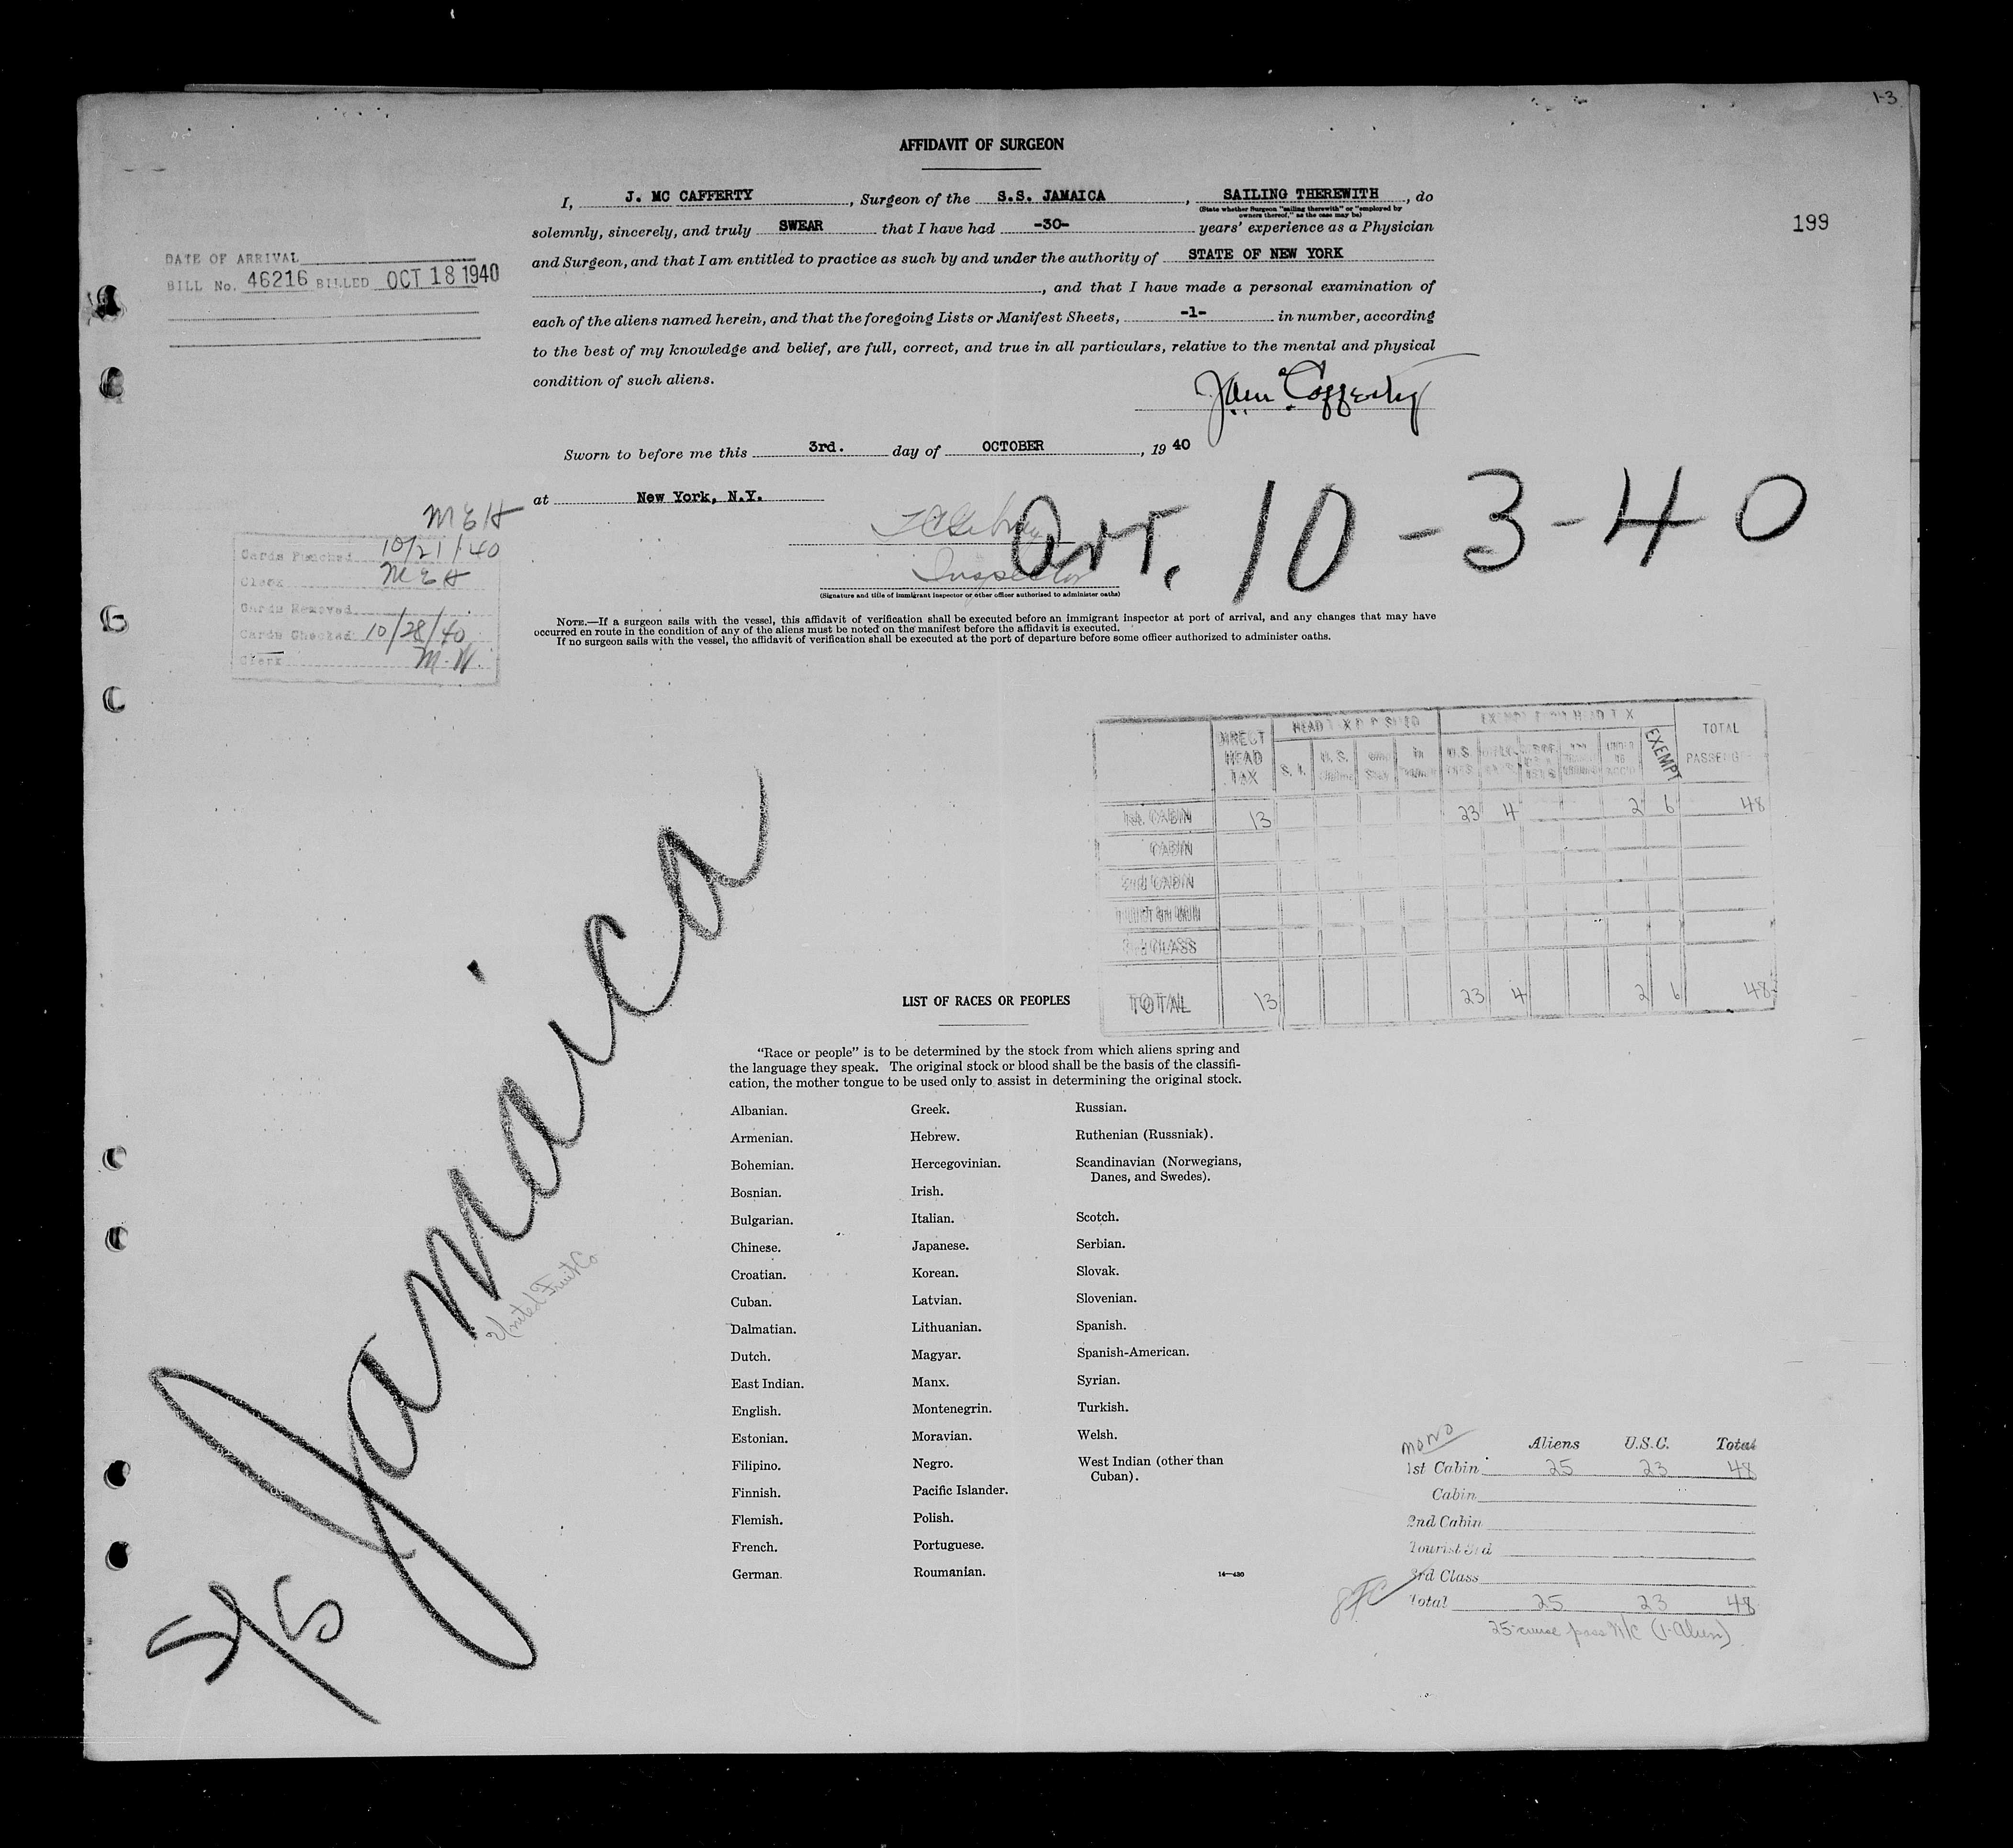 1-3
AFFIDAVIT OF SURGEON
I, J. MC CAFFERTY, Surgeon of the S.S. JAMAICA, SAILING THEREWITH, do
(State whether Surgeon "sailing therewith" or "employed by
owners thereof," as the case may be)
solemnly, sincerely, and truly SWEAR that I have had -30- years' experience as a Physician
199
and Surgeon, and that I am entitled to practice as such by and under the authority of STATE OF NEW YORK
, and that I have made a personal examination of
each of the aliens named herein, and that the foregoing Lists or Manifest Sheets, -1- in number, according
to the best of my knowledge and belief, are full, correct, and true in all particulars, relative to the mental and physical
condition of such aliens.
DATE OF ARRIVAL
BILL No. 46216 BILLED OCT 18 1940
Sworn to before me this 3rd. day of OCTOBER, 19 40
at New York, N.Y.
Arr. 10-3-40
Inspector
(Signature and title of immigrant inspector or other officer authorized to administer oaths)
MEH
Cards Punched 10/21/40
Clerk MEH
Cards Removed
Cards Checked 10/28/40
Clerk M.W.
NOTE.—If a surgeon sails with the vessel, this affidavit of verification shall be executed before an immigrant inspector at port of arrival, and any changes that may have
occurred en route in the condition of any of the aliens must be noted on the manifest before the affidavit is executed.
If no surgeon sails with the vessel, the affidavit of verification shall be executed at the port of departure before some officer authorized to administer oaths.
DIRECT HEAD TAX
S. I.
U.S.
EXEMPT
TOTAL PASSENG
1st CABIN 13 23 4 2 6 48
CABIN
2nd CABIN
CLASS
TOTAL 13 23 4 2 6 48
S/S Jamaica
United Fruit Co
LIST OF RACES OR PEOPLES
"Race or people" is to be determined by the stock from which aliens spring and
the language they speak. The original stock or blood shall be the basis of the classifi-
cation, the mother tongue to be used only to assist in determining the original stock.
Albanian.
Armenian.
Bohemian.
Bosnian.
Bulgarian.
Chinese.
Croatian.
Cuban.
Dalmatian.
Dutch.
East Indian.
English.
Estonian.
Filipino.
Finnish.
Flemish.
French.
German.
Greek.
Hebrew.
Hercegovinian.
Irish.
Italian.
Japanese.
Korean.
Latvian.
Lithuanian.
Magyar.
Manx.
Montenegrin.
Moravian.
Negro.
Pacific Islander.
Polish.
Portuguese.
Roumanian.
Russian.
Ruthenian (Russniak).
Scandinavian (Norwegians,
Danes, and Swedes).
Scotch.
Serbian.
Slovak.
Slovenian.
Spanish.
Spanish-American.
Syrian.
Turkish.
Welsh.
West Indian (other than
Cuban).
14—430
Aliens U.S.C. Total
1st Cabin 25 23 48
Cabin
2nd Cabin
Tourist 3rd
3rd Class
Total 25 23 48
25 cruise pass N/C (1-Alien)